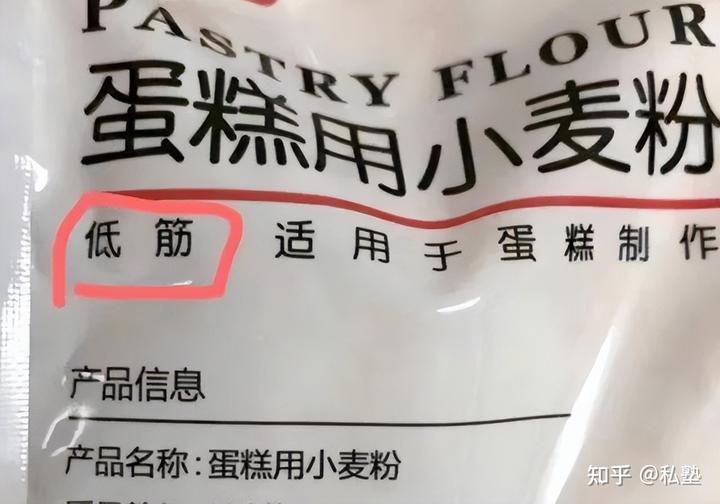 PASTRY FLOUR
蛋糕用小麦粉
低筋 适用于蛋糕制作
产品信息
产品名称:蛋糕用小麦粉
知乎 @私塾